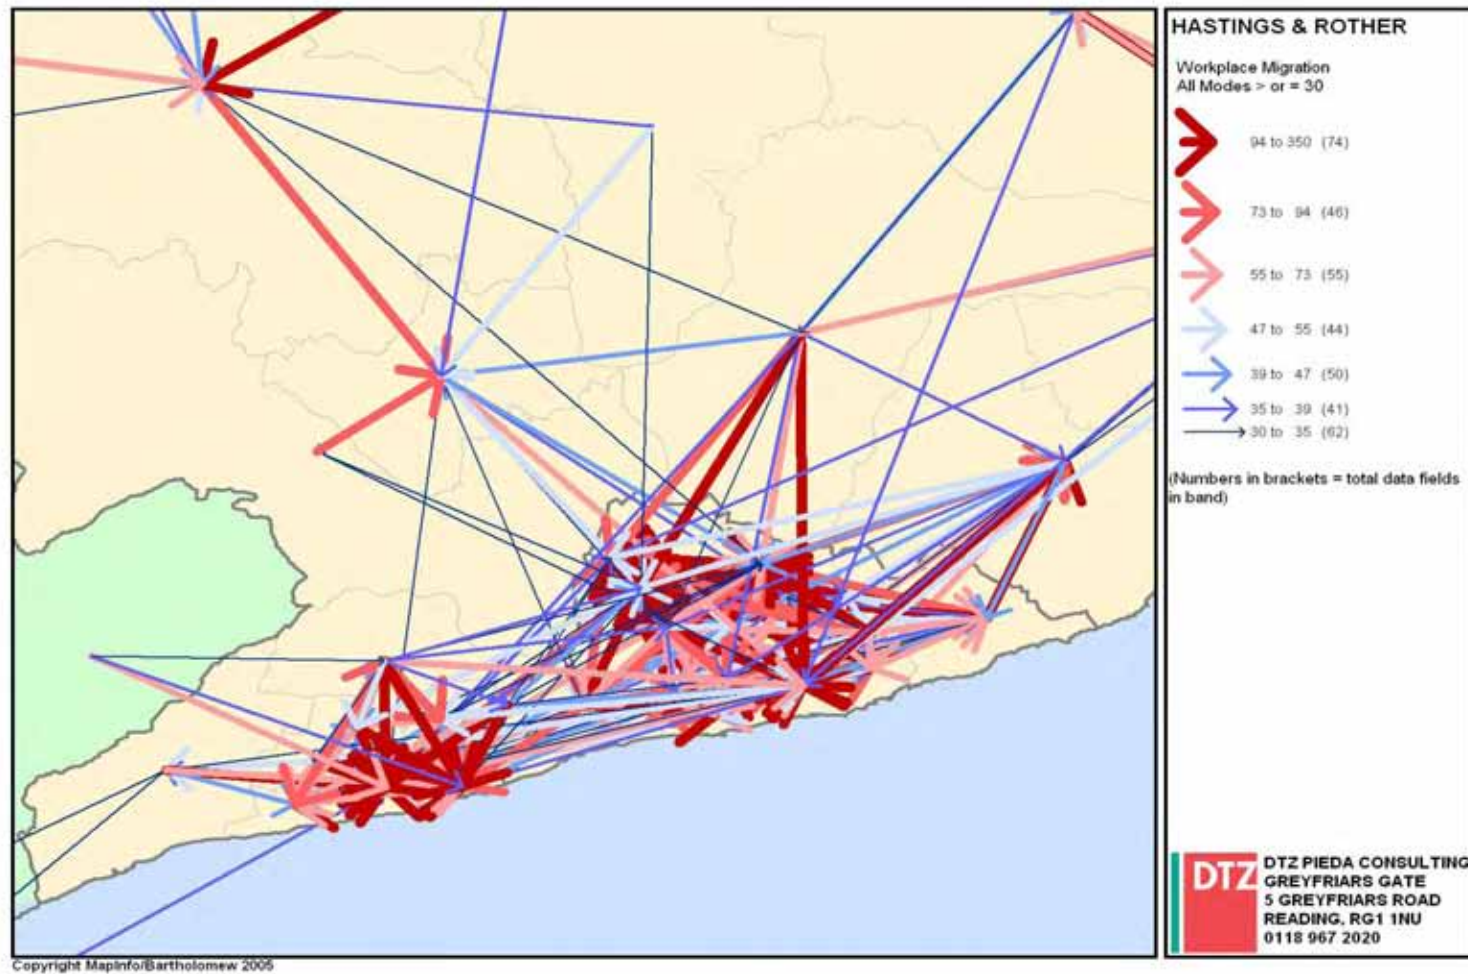 HASTINGS & ROTHER
Workplace Migration
All Modes > or = 30
94 to 350 (74)
73 to 94 (46)
55 to 73 (55)
47 to 55 (44)
39 to 47 (50)
35 to 39 (41)
30 to 35 (62)
(Numbers in brackets = total data fields
in band)
DTZ
DTZ PIEDA CONSULTING
GREYFRIARS GATE
5 GREYFRIARS ROAD
READING, RG1 1NU
0118 967 2020
Copyright MapInfo/Bartholomew 2005